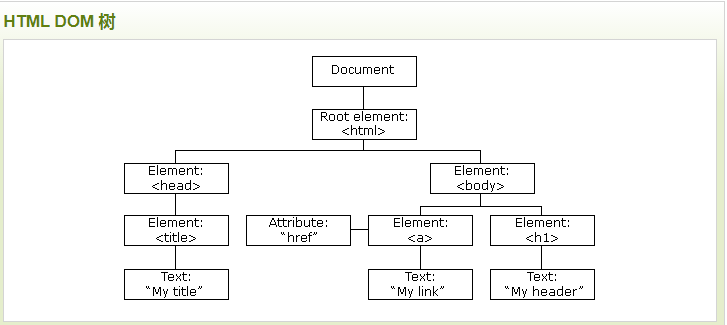 HTML DOM 树
Document
Root element:
<html>
Element:
<head>
Element:
<body>
Element:
<title>
Attribute:
“href”
Element:
<a>
Element:
<h1>
Text:
“My title”
Text:
“My link”
Text:
“My header”